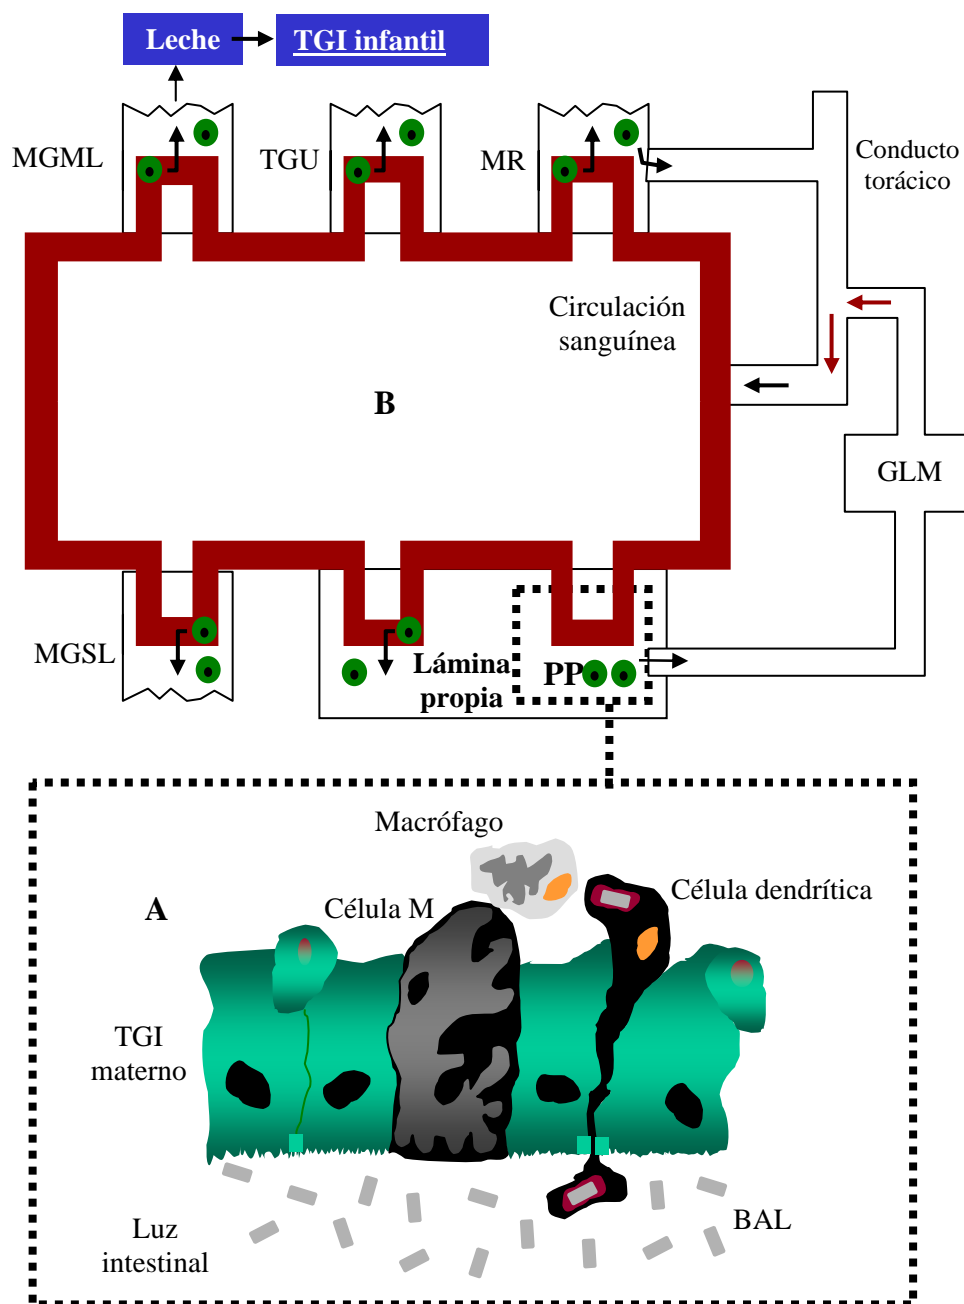 Leche
TGI infantil
MGML
TGU
MR
Conducto
torácico
Circulación
sanguínea
B
GLM
MGSL
Lámina
propia
PP
Macrófago
A
Célula M
Célula dendrítica
TGI
materno
Luz
intestinal
BAL